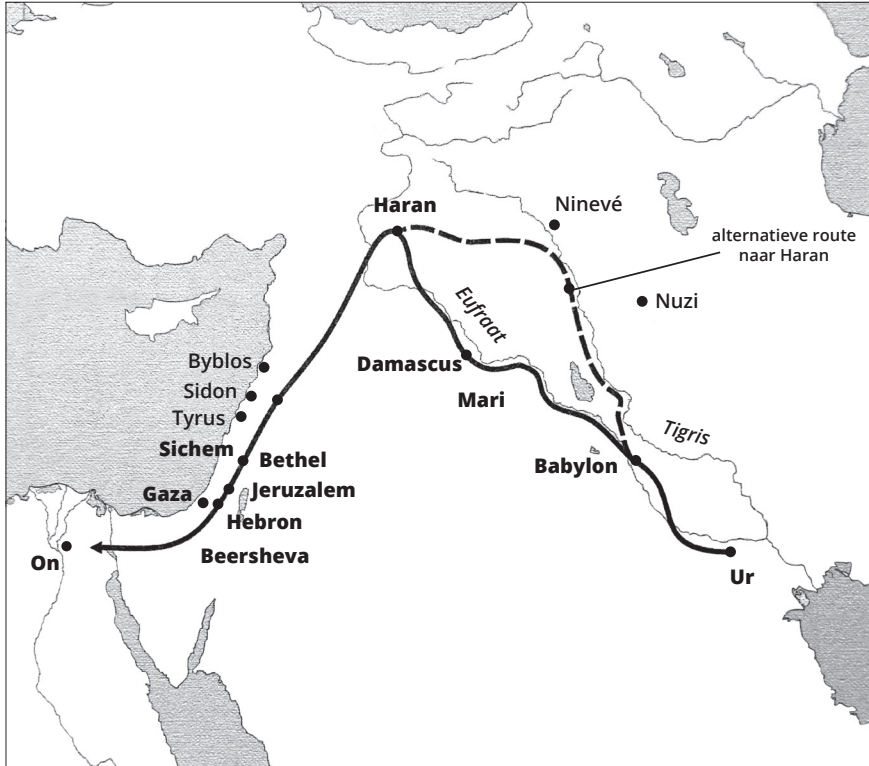 Haran
Ninevé
alternatieve route
naar Haran
Nuzi
Eufraat
Byblos
Damascus
Sidon
Mari
Tyrus
Tigris
Sichem
Bethel
Babylon
Gaza
Jeruzalem
Hebron
Beersheva
On
Ur